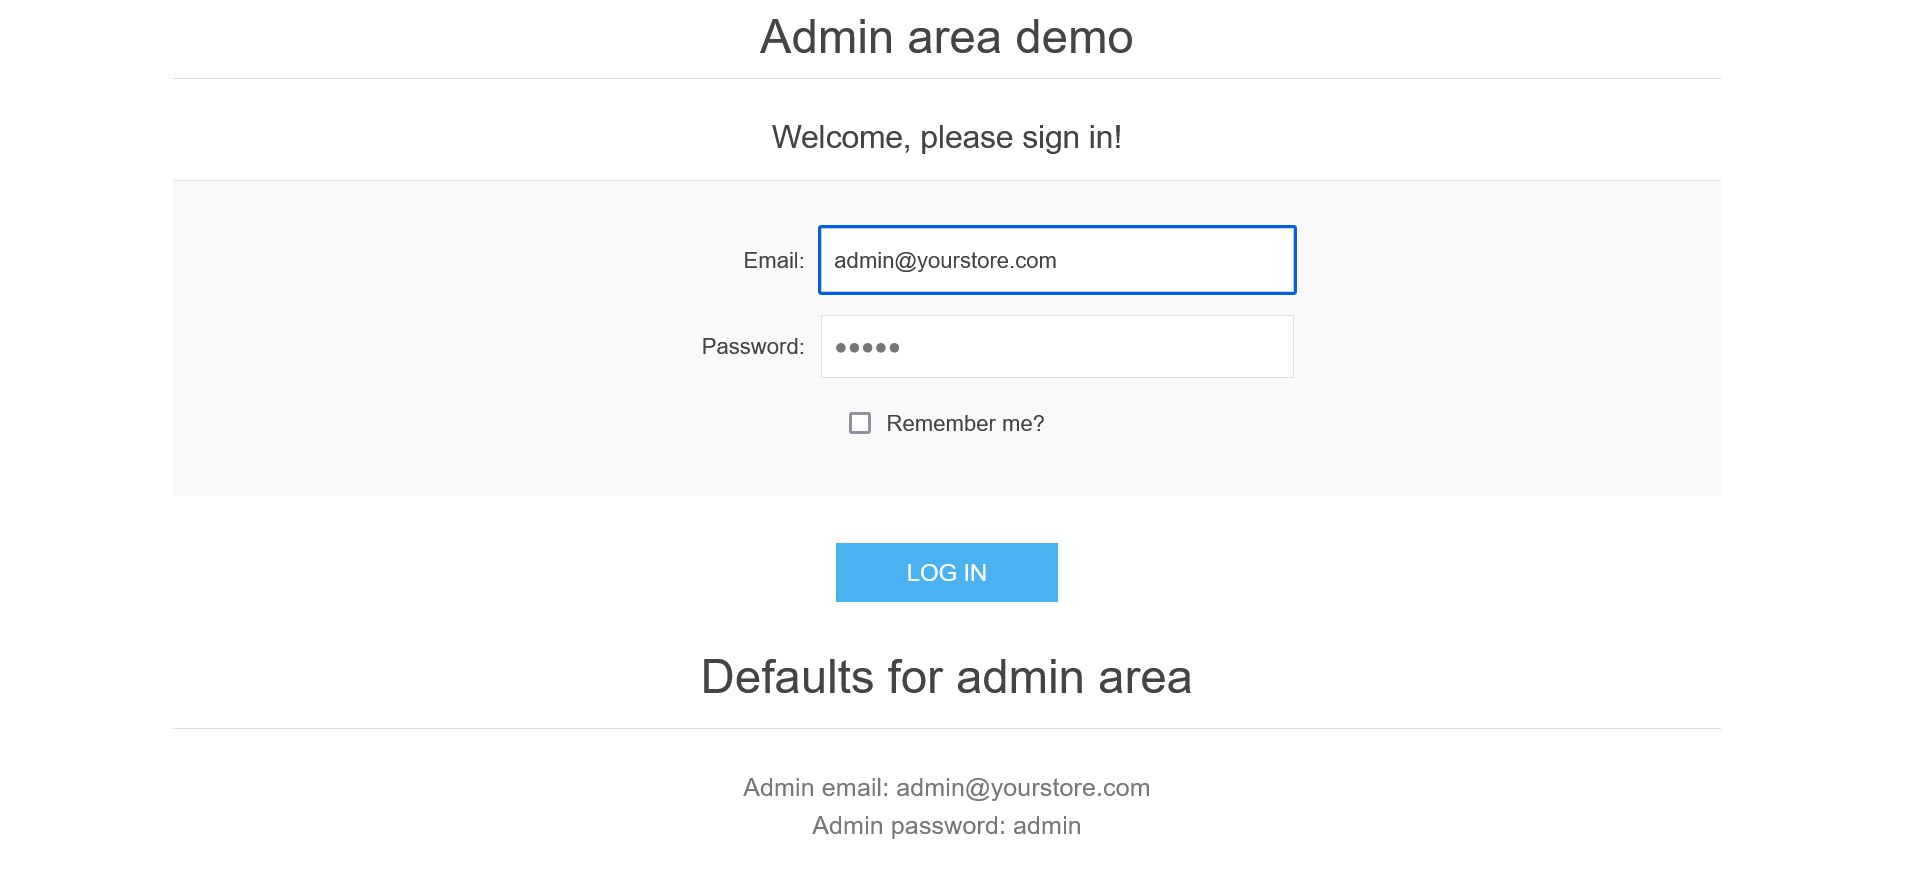 Admin area demo
Welcome, please sign in!
Email: admin@yourstore.com
Password: •••••
Remember me?
LOG IN
Defaults for admin area
Admin email: admin@yourstore.com
Admin password: admin